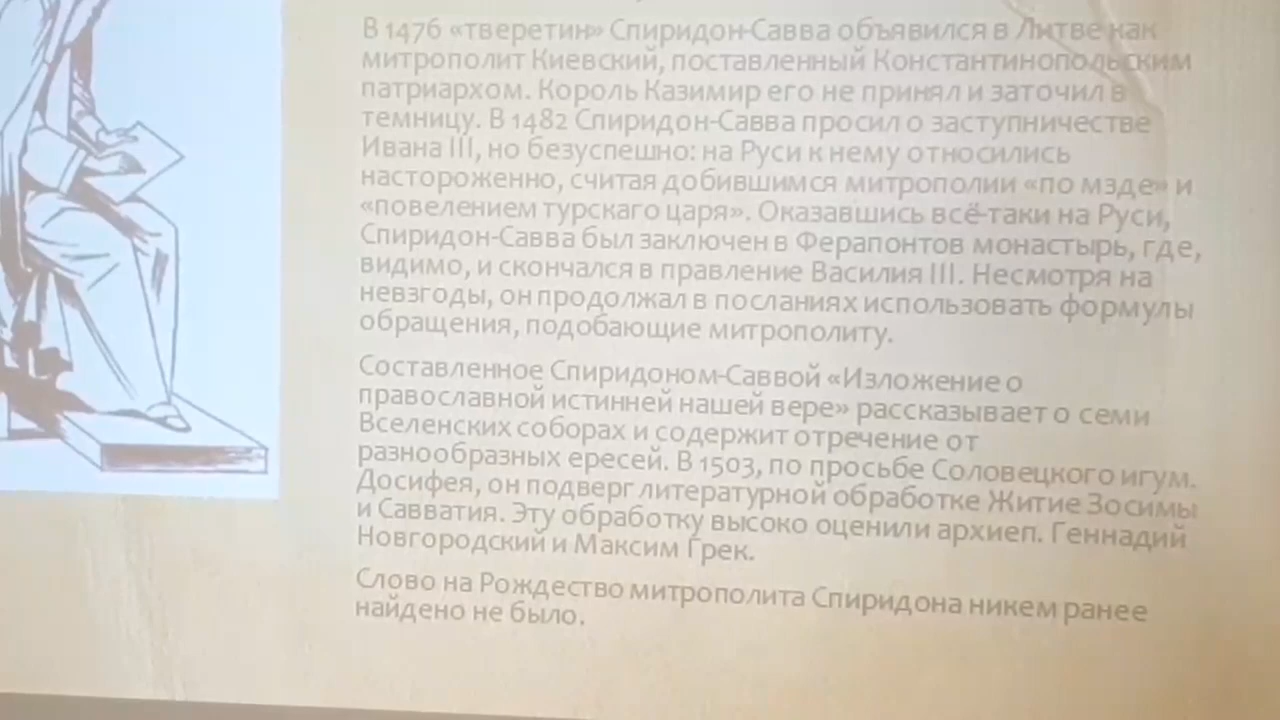 В 1476 «тверетин» Спиридон-Савва объявился в Литве как
митрополит Киевский, поставленный Константинопольским
патриархом. Король Казимир его не принял и заточил в
темницу. В 1482 Спиридон-Савва просил о заступничестве
Ивана III, но безуспешно: на Руси к нему относились
настороженно, считая добившимся митрополии «по мзде» и
«повелением турскаго царя». Оказавшись всё-таки на Руси,
Спиридон-Савва был заключен в Ферапонтов монастырь, где,
видимо, и скончался в правление Василия III. Несмотря на
невзгоды, он продолжал в посланиях использовать формулы
обращения, подобающие митрополиту.
Составленное Спиридоном-Саввой «Изложение о
православной истинней нашей вере» рассказывает о семи
Вселенских соборах и содержит отречение от
разнообразных ересей. В 1503, по просьбе Соловецкого игум.
Досифея, он подверг литературной обработке Житие Зосимы
и Савватия. Эту обработку высоко оценили архиеп. Геннадий
Новгородский и Максим Грек.
Слово на Рождество митрополита Спиридона никем ранее
найдено не было.